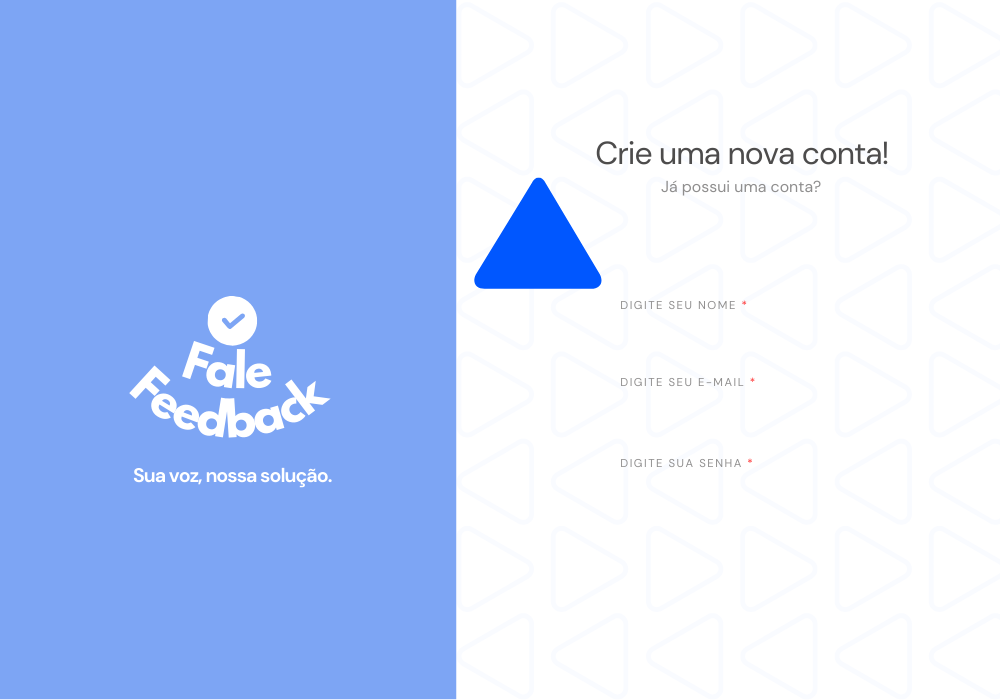 Fale
Feedback
Sua voz, nossa solução.
Crie uma nova conta!
Já possui uma conta?
DIGITE SEU NOME *
DIGITE SEU E-MAIL *
DIGITE SUA SENHA *